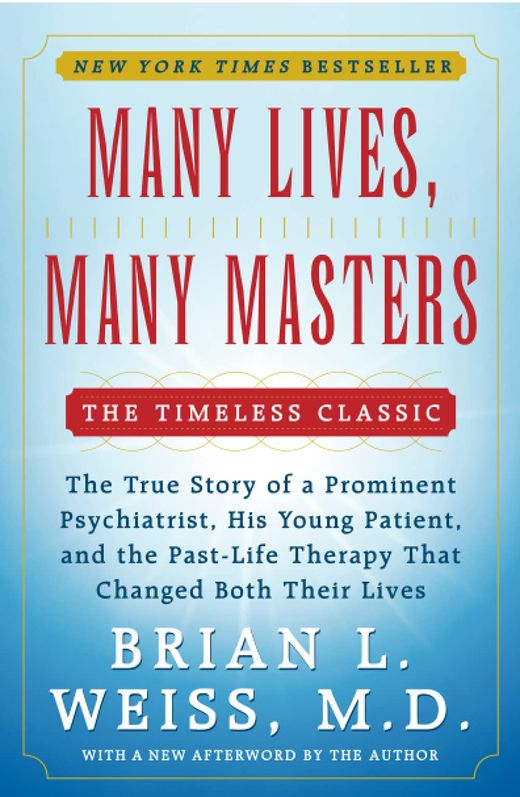 NEW YORK TIMES BESTSELLER
MANY LIVES,
MANY MASTERS
THE TIMELESS CLASSIC
The True Story of a Prominent
Psychiatrist, His Young Patient,
and the Past-Life Therapy That
Changed Both Their Lives
BRIAN L.
WEISS, M.D.
WITH A NEW AFTERWORD BY THE AUTHOR